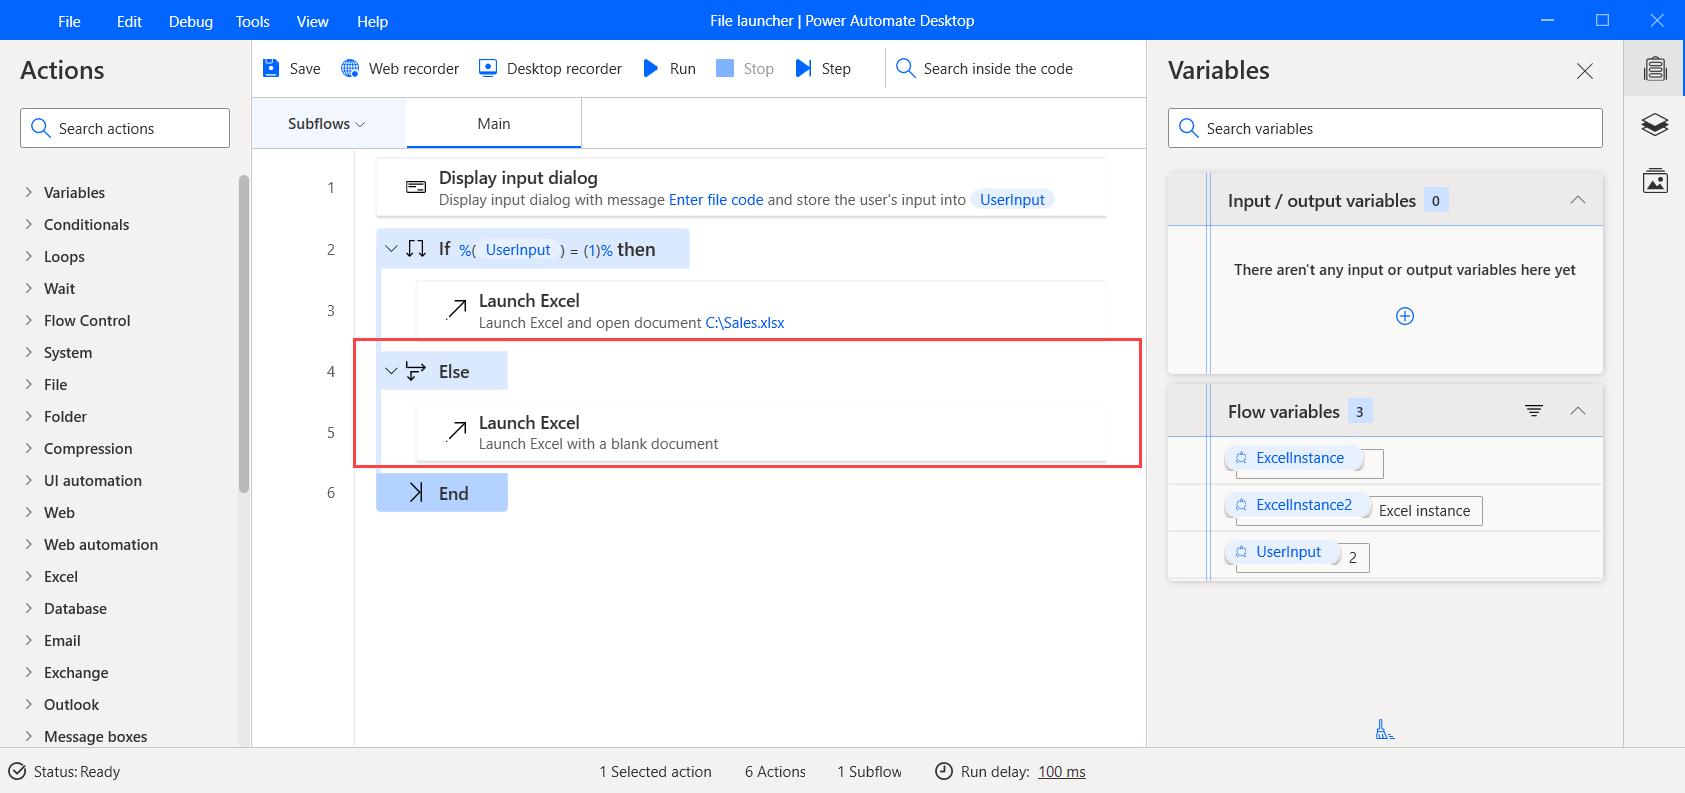 File Edit Debug Tools View Help File launcher | Power Automate Desktop
Actions
Search actions
Variables
Conditionals
Loops
Wait
Flow Control
System
File
Folder
Compression
UI automation
Web
Web automation
Excel
Database
Email
Exchange
Outlook
Message boxes
Save Web recorder Desktop recorder Run Stop Step Search inside the code
Subflows Main
1 Display input dialog
Display input dialog with message Enter file code and store the user's input into UserInput
2 If %( UserInput ) = (1)% then
3 Launch Excel
Launch Excel and open document C:\Sales.xlsx
4 Else
5 Launch Excel
Launch Excel with a blank document
6 End
Variables
Search variables
Input / output variables 0
There aren't any input or output variables here yet
Flow variables 3
ExcelInstance
ExcelInstance2 Excel instance
UserInput 2
Status: Ready 1 Selected action 6 Actions 1 Subflow Run delay: 100 ms